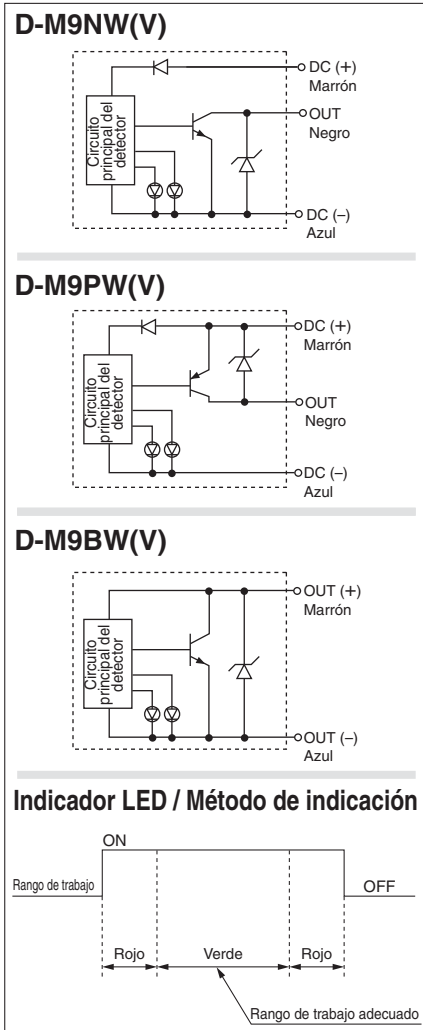 D-M9NW(V)
Circuito
principal del
detector
DC (+)
Marrón
OUT
Negro
DC (–)
Azul
D-M9PW(V)
Circuito
principal del
detector
DC (+)
Marrón
OUT
Negro
DC (–)
Azul
D-M9BW(V)
Circuito
principal del
detector
OUT (+)
Marrón
OUT (–)
Azul
Indicador LED / Método de indicación
ON
Rango de trabajo
OFF
Rojo
Verde
Rojo
Rango de trabajo adecuado